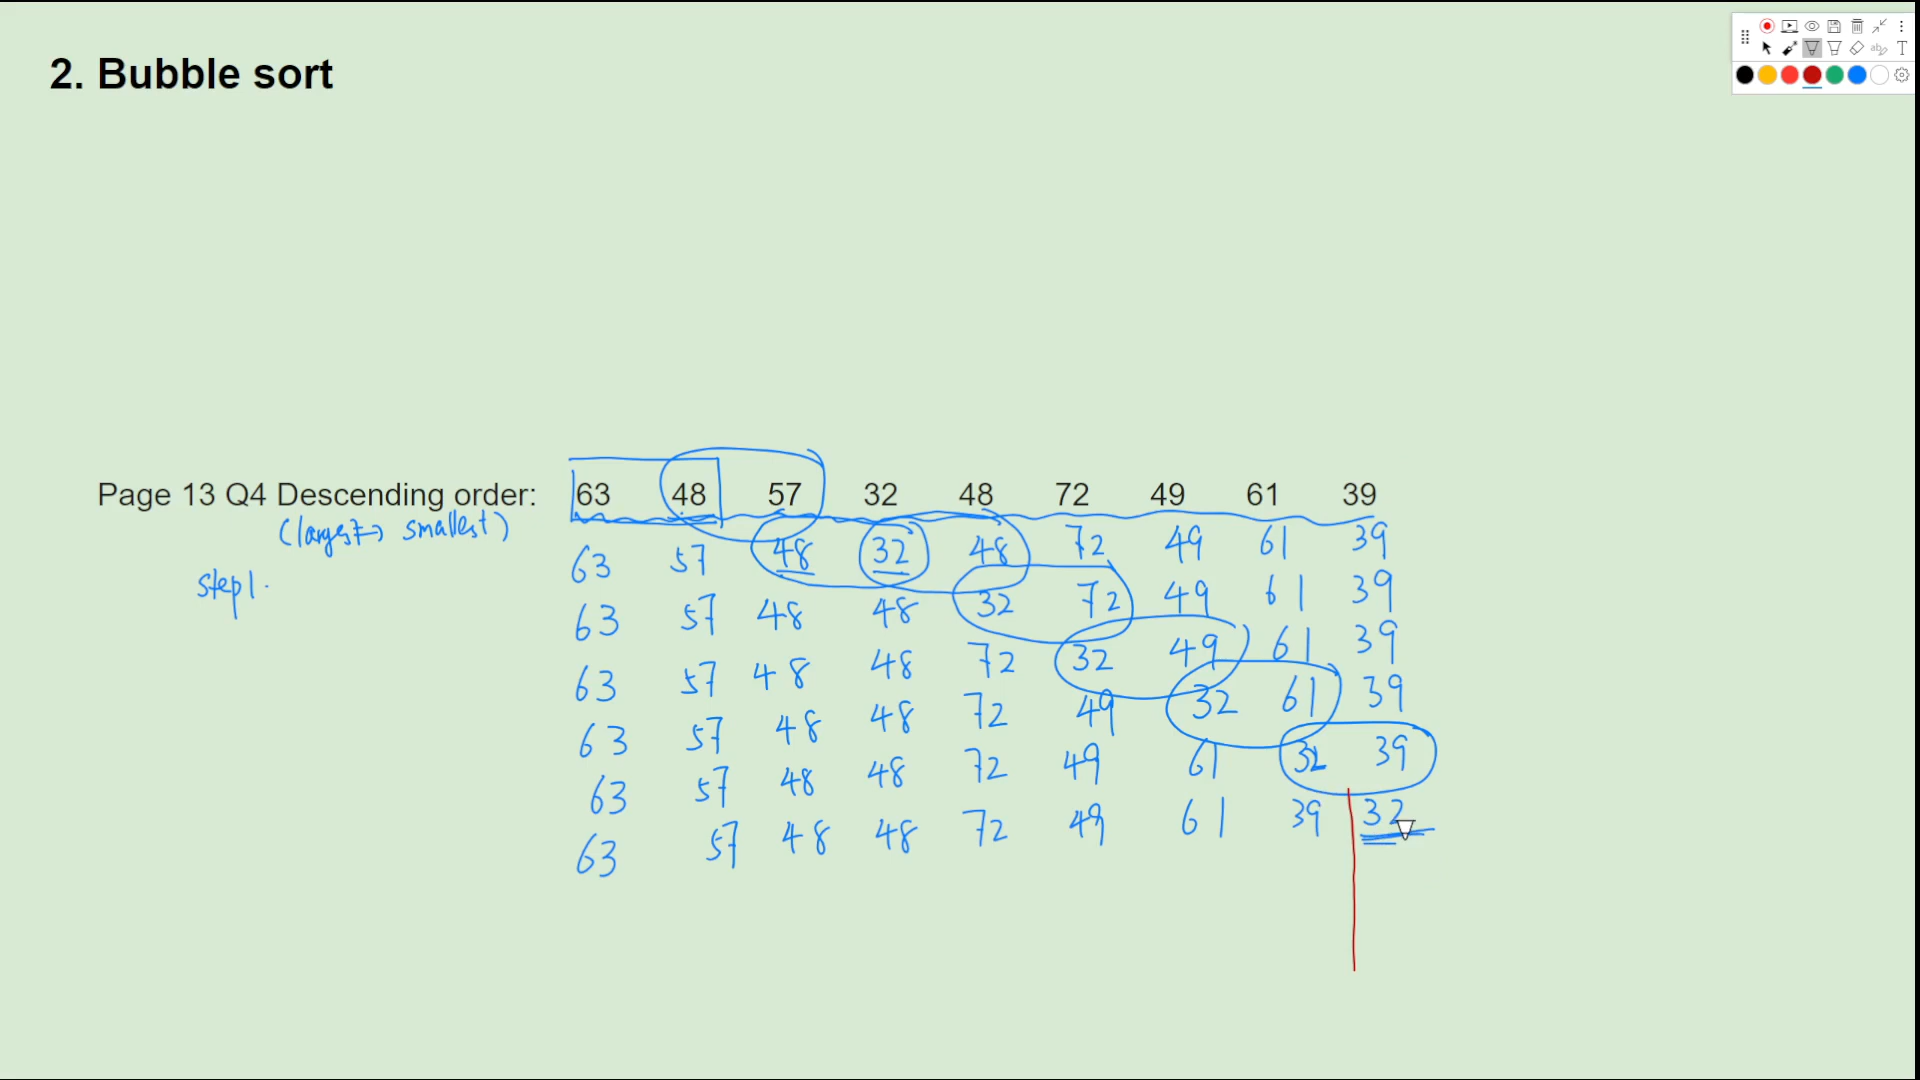 2. Bubble sort
Page 13 Q4 Descending order: 63 48 57 32 48 72 49 61 39
(largest→ smallest)
63 57 48 32 48 72 49 61 39
step1.
63 57 48 48 32 72 49 61 39
63 57 48 48 72 32 49 61 39
63 57 48 48 72 49 32 61 39
63 57 48 48 72 49 61 32 39
63 57 48 48 72 49 61 39 32